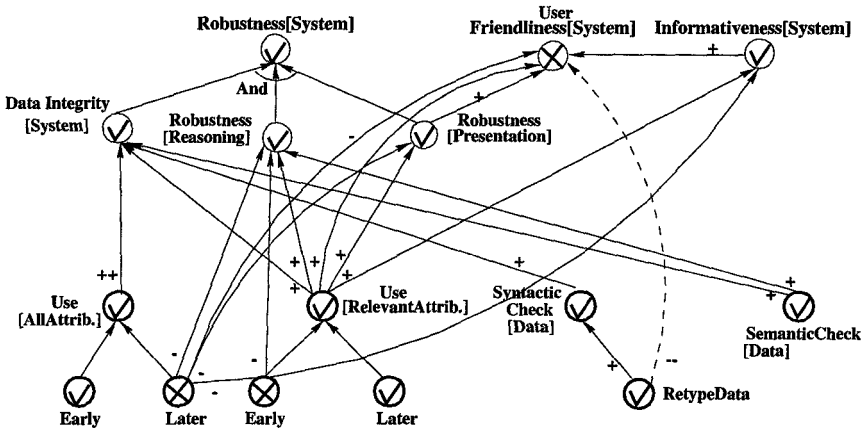 Robustness[System]
User
Friendliness[System]
Informativeness[System]
+
And
Data Integrity
[System]
Robustness
[Reasoning]
-
+
Robustness
[Presentation]
++
+
+
+
+
+
+
+
Use
[AllAttrib.]
Use
[RelevantAttrib.]
Syntactic
Check
[Data]
SemanticCheck
[Data]
-
-
-
-
-
+
--
Early
Later
Early
Later
RetypeData